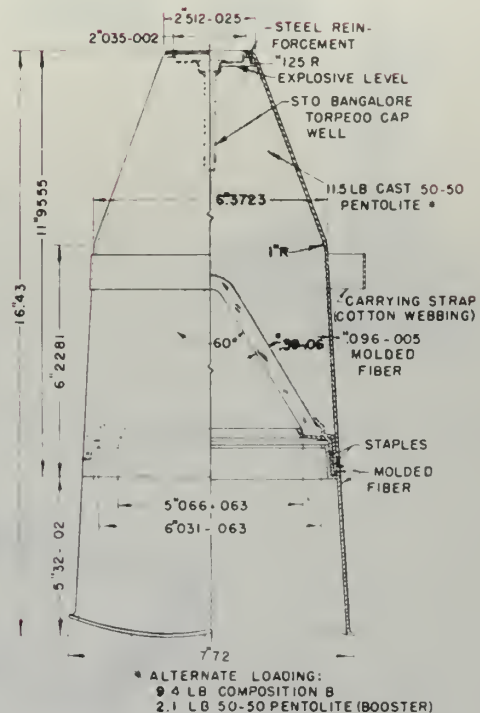 2"512-025
2"035-002
STEEL REIN-
FORCEMENT
"125 R
EXPLOSIVE LEVEL
STD BANGALORE
TORPEDO CAP
WELL
11.5 LB CAST 50-50
PENTOLITE *
6"3723
11"9555
16"43
1"R
CARRYING STRAP
(COTTON WEBBING)
6"2281
60°
"096-005
MOLDED
FIBER
STAPLES
MOLDED
FIBER
5"066+063
6"031-063
5"32-02
7"72
* ALTERNATE LOADING:
9.4 LB COMPOSITION B
2.1 LB 50-50 PENTOLITE (BOOSTER)